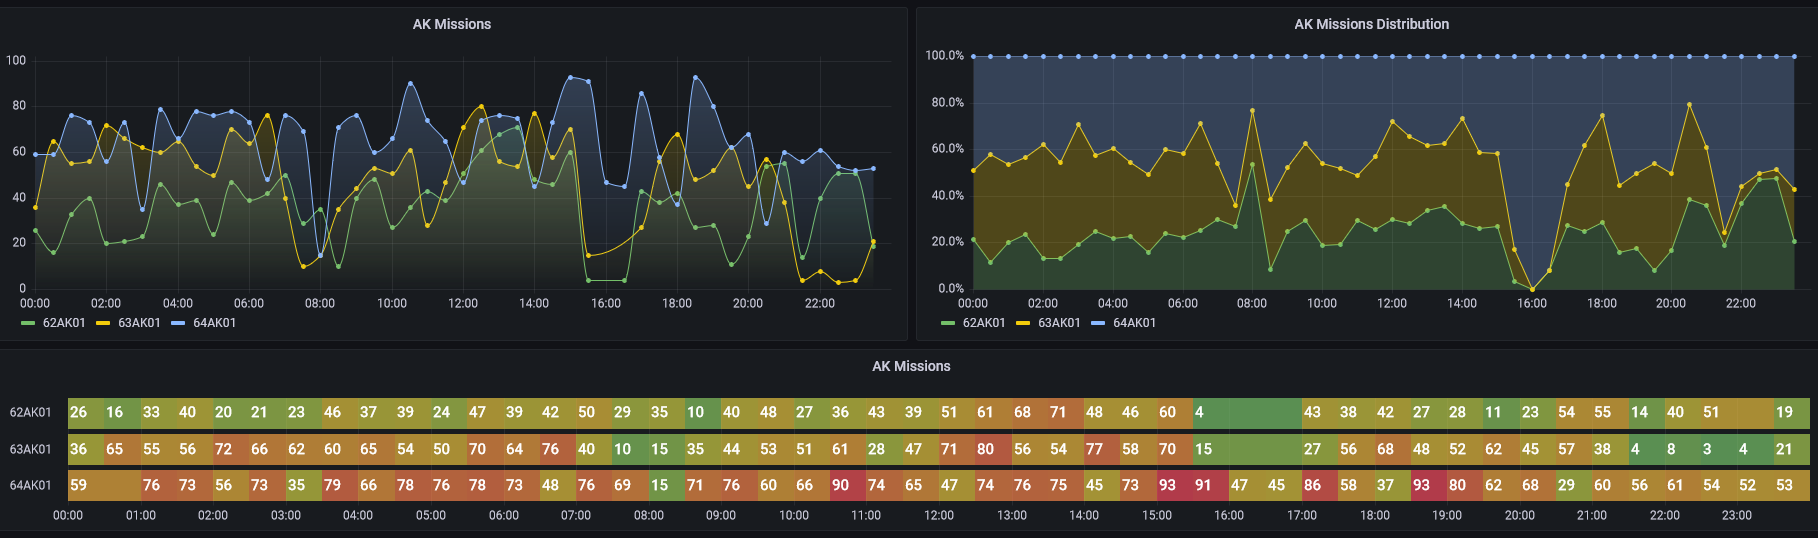 AK Missions
100
80
60
40
20
0
00:00 02:00 04:00 06:00 08:00 10:00 12:00 14:00 16:00 18:00 20:00 22:00
62AK01 63AK01 64AK01
AK Missions Distribution
100.0%
80.0%
60.0%
40.0%
20.0%
0.0%
00:00 02:00 04:00 06:00 08:00 10:00 12:00 14:00 16:00 18:00 20:00 22:00
62AK01 63AK01 64AK01
AK Missions
62AK01 26 16 33 40 20 21 23 46 37 39 24 47 39 42 50 29 35 10 40 48 27 36 43 39 51 61 68 71 48 46 60 4 43 38 42 27 28 11 23 54 55 14 40 51 19
63AK01 36 65 55 56 72 66 62 60 65 54 50 70 64 76 40 10 15 35 44 53 51 61 28 47 71 80 56 54 77 58 70 15 27 56 68 48 52 62 45 57 38 4 8 3 4 21
64AK01 59 76 73 56 73 35 79 66 78 76 78 73 48 76 69 15 71 76 60 66 90 74 65 47 74 76 75 45 73 93 91 47 45 86 58 37 93 80 62 68 29 60 56 61 54 52 53
00:00 01:00 02:00 03:00 04:00 05:00 06:00 07:00 08:00 09:00 10:00 11:00 12:00 13:00 14:00 15:00 16:00 17:00 18:00 19:00 20:00 21:00 22:00 23:00